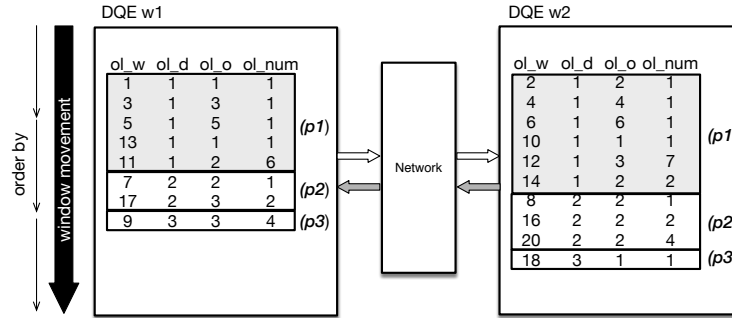 DQE w1
DQE w2
order by
window movement
ol_w ol_d ol_o ol_num
1 1 1 1
3 1 3 1
5 1 5 1
13 1 1 1
11 1 2 6
(p1)
7 2 2 1
17 2 3 2
(p2)
9 3 3 4
(p3)
Network
ol_w ol_d ol_o ol_num
2 1 2 1
4 1 4 1
6 1 6 1
10 1 1 1
12 1 3 7
14 1 2 2
(p1
8 2 2 1
16 2 2 2
20 2 2 4
(p2
18 3 1 1
(p3